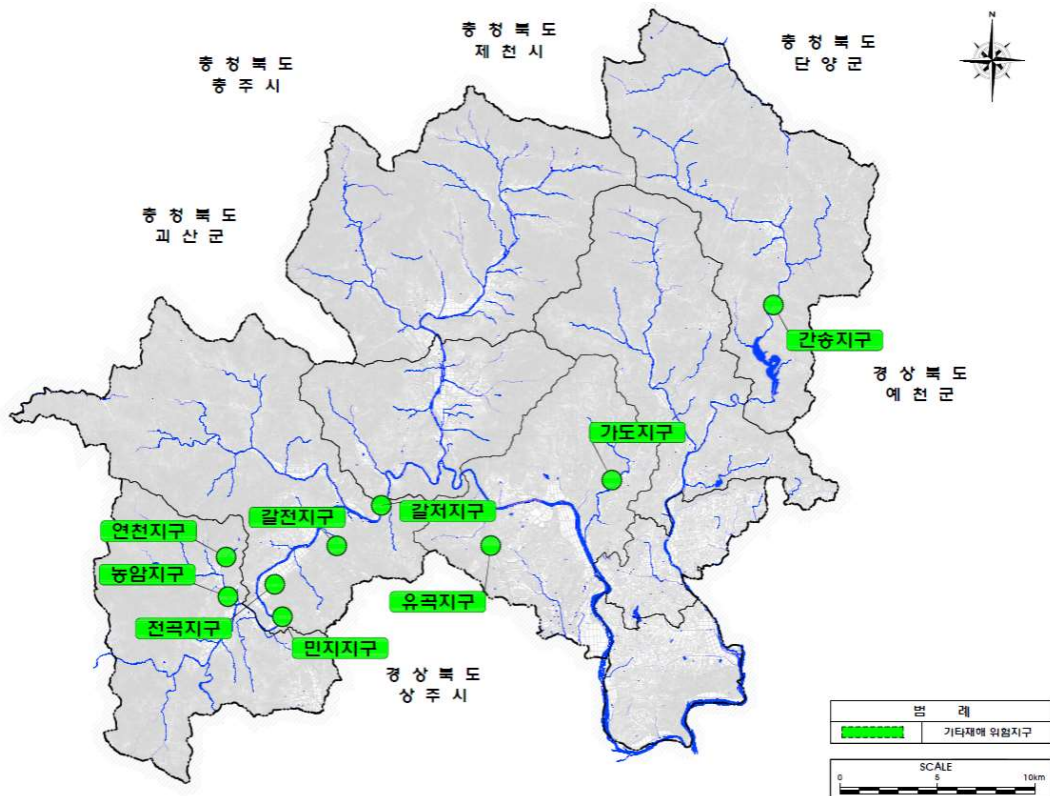 충청북도
제천시
충청북도
단양군
N
충청북도
충주시
충청북도
괴산군
간송지구
경상북도
예천군
가도지구
갈전지구
갈저지구
연천지구
농암지구
유곡지구
전곡지구
민지지구
경상북도
상주시
범 례
기타재해 위험지구
SCALE
0 5 10km